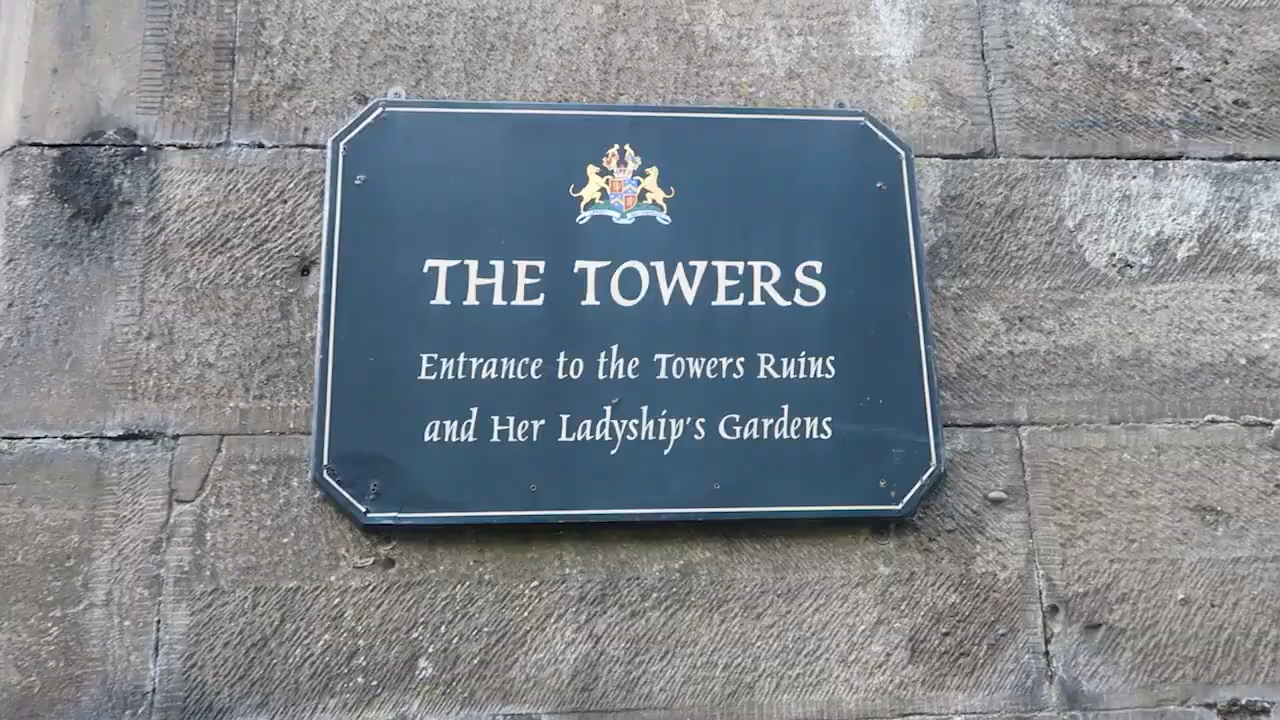 THE TOWERS
Entrance to the Towers Ruins
and Her Ladyship's Gardens